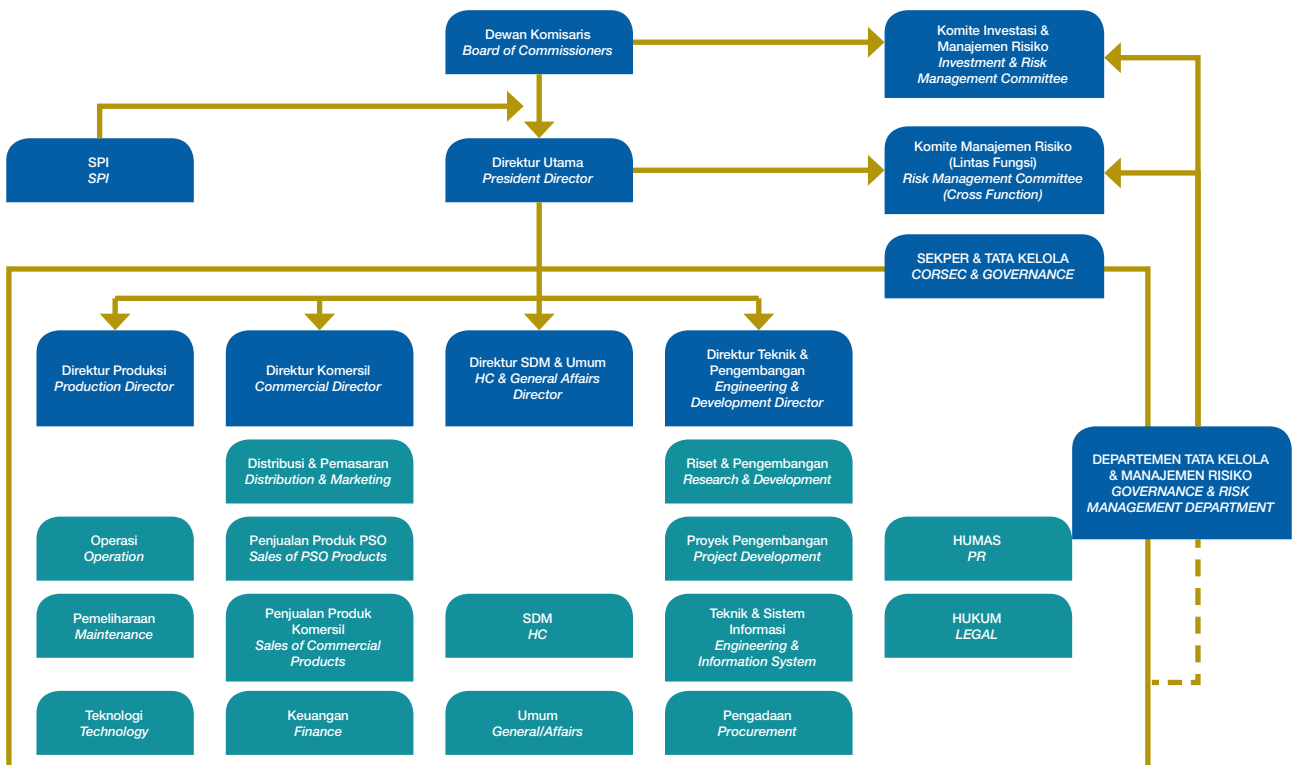 Dewan Komisaris
Board of Commissioners
Komite Investasi &
Manajemen Risiko
Investment & Risk
Management Committee
SPI
SPI
Direktur Utama
President Director
Komite Manajemen Risiko
(Lintas Fungsi)
Risk Management Committee
(Cross Function)
SEKPER & TATA KELOLA
CORSEC & GOVERNANCE
Direktur Produksi
Production Director
Direktur Komersil
Commercial Director
Direktur SDM & Umum
HC & General Affairs
Director
Direktur Teknik &
Pengembangan
Engineering &
Development Director
DEPARTEMEN TATA KELOLA
& MANAJEMEN RISIKO
GOVERNANCE & RISK
MANAGEMENT DEPARTMENT
Distribusi & Pemasaran
Distribution & Marketing
Riset & Pengembangan
Research & Development
Operasi
Operation
Penjualan Produk PSO
Sales of PSO Products
Proyek Pengembangan
Project Development
HUMAS
PR
Pemeliharaan
Maintenance
Penjualan Produk
Komersil
Sales of Commercial
Products
SDM
HC
Teknik & Sistem
Informasi
Engineering &
Information System
HUKUM
LEGAL
Teknologi
Technology
Keuangan
Finance
Umum
General/Affairs
Pengadaan
Procurement